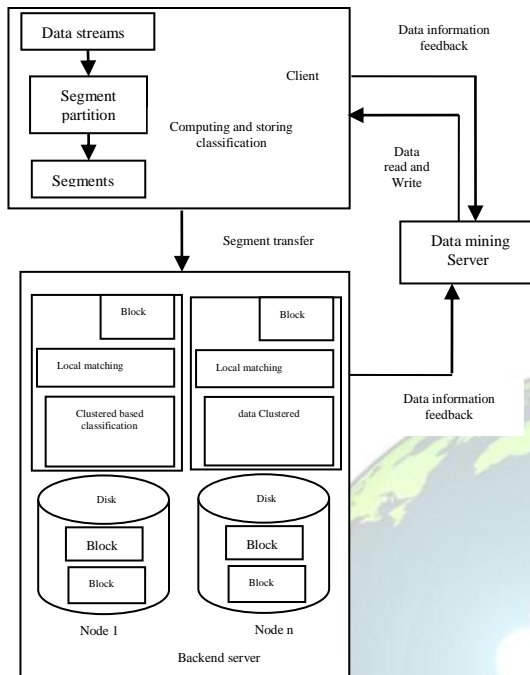 Data streams
Segment
partition
Segments
Client
Computing and storing
classification
Data information
feedback
Data
read and
Write
Data mining
Server
Segment transfer
Block
Local matching
Clustered based
classification
Block
Local matching
data Clustered
Data information
feedback
Disk
Block
Block
Node 1
Disk
Block
Block
Node n
Backend server